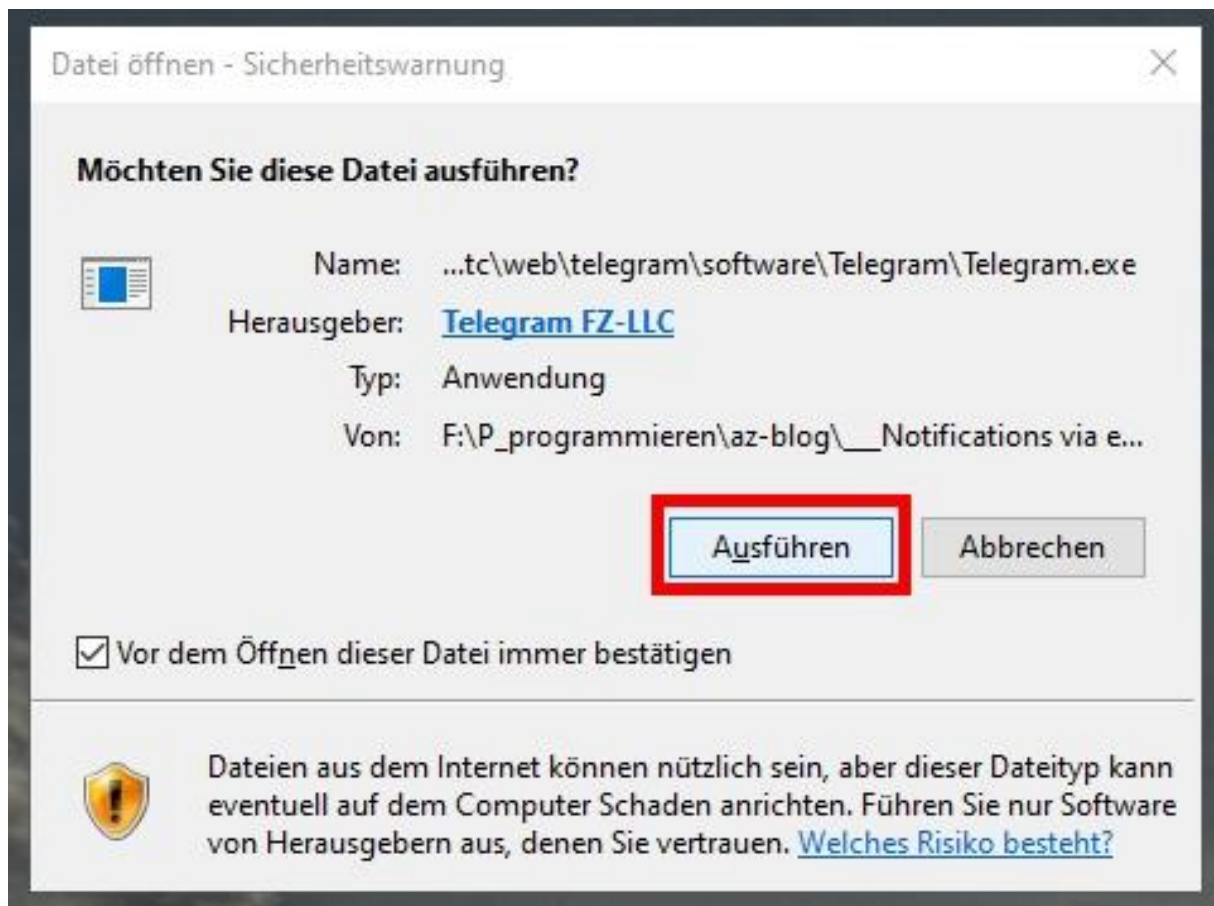 Datei öffnen - Sicherheitswarnung
Möchten Sie diese Datei ausführen?
Name: ...tc\web\telegram\software\Telegram\Telegram.exe
Herausgeber: Telegram FZ-LLC
Typ: Anwendung
Von: F:\P_programmieren\az-blog\___Notifications via e...
Ausführen Abbrechen
Vor dem Öffnen dieser Datei immer bestätigen
Dateien aus dem Internet können nützlich sein, aber dieser Dateityp kann
eventuell auf dem Computer Schaden anrichten. Führen Sie nur Software
von Herausgebern aus, denen Sie vertrauen. Welches Risiko besteht?